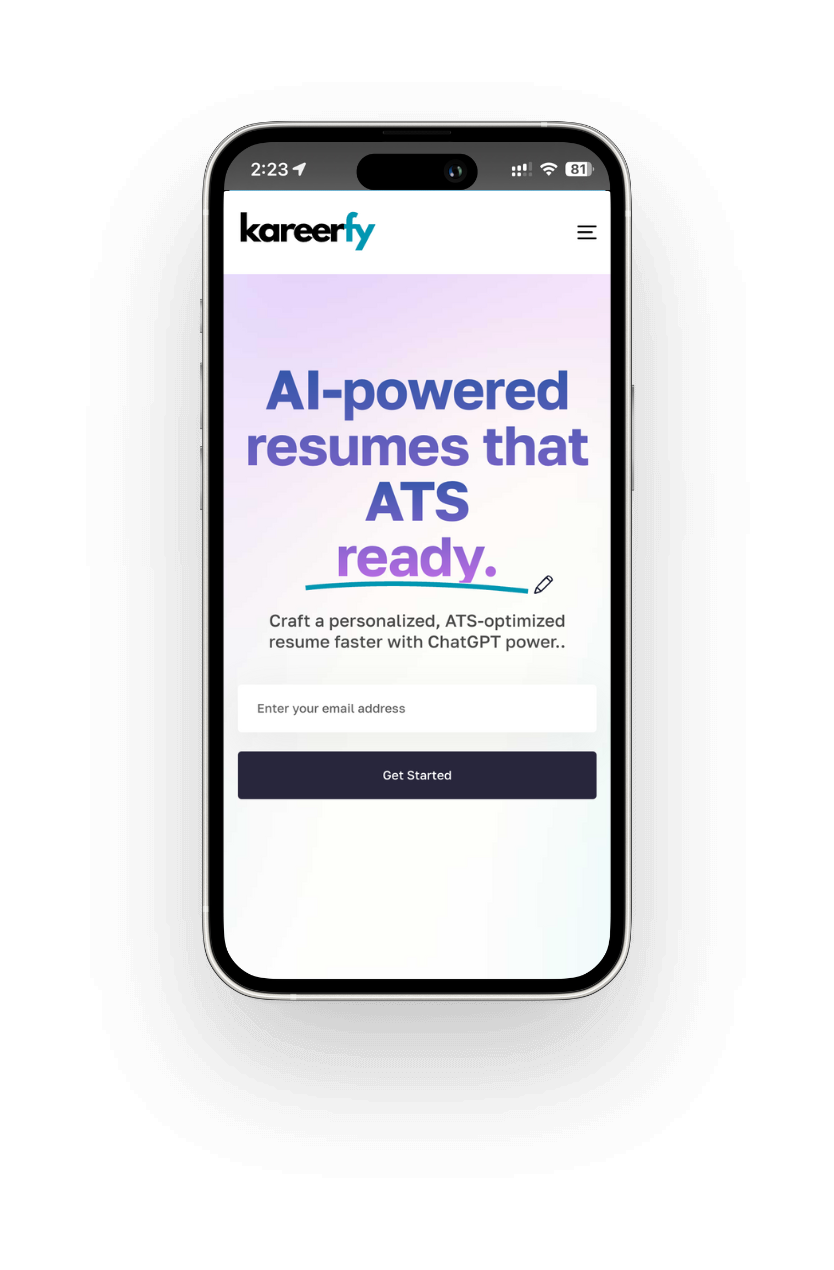 2:23
81
kareerfy
AI-powered
resumes that
ATS
ready.
Craft a personalized, ATS-optimized
resume faster with ChatGPT power..
Enter your email address
Get Started